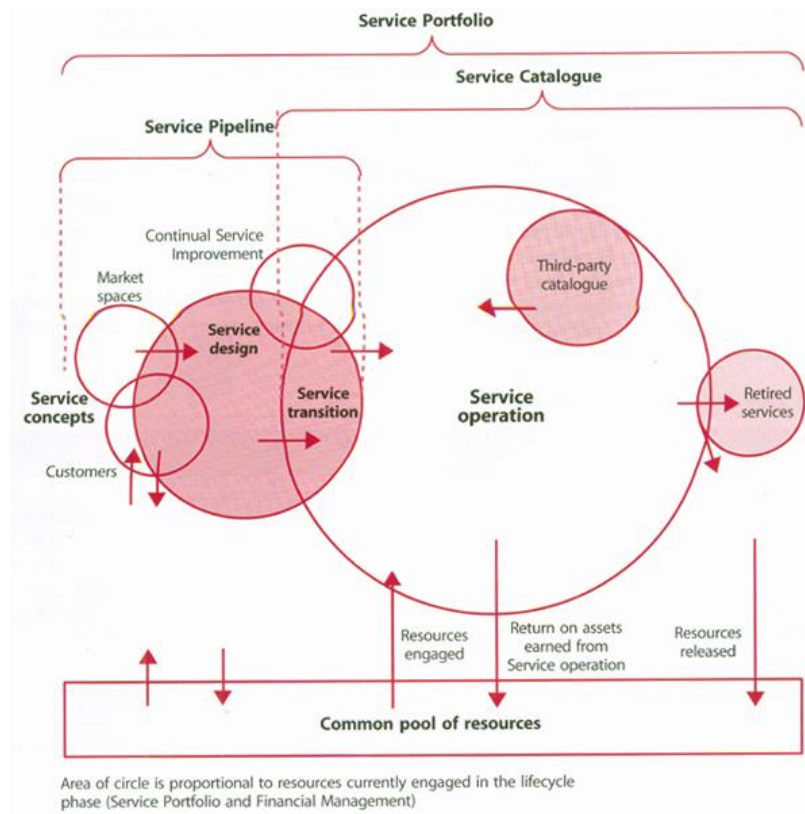 Service Portfolio
Service Catalogue
Service Pipeline
Continual Service
Improvement
Market
spaces
Third-party
catalogue
Service
design
Service
concepts
Service
transition
Service
operation
Retired
services
Customers
Resources
engaged
Return on assets
earned from
Service operation
Resources
released
Common pool of resources
Area of circle is proportional to resources currently engaged in the lifecycle
phase (Service Portfolio and Financial Management)